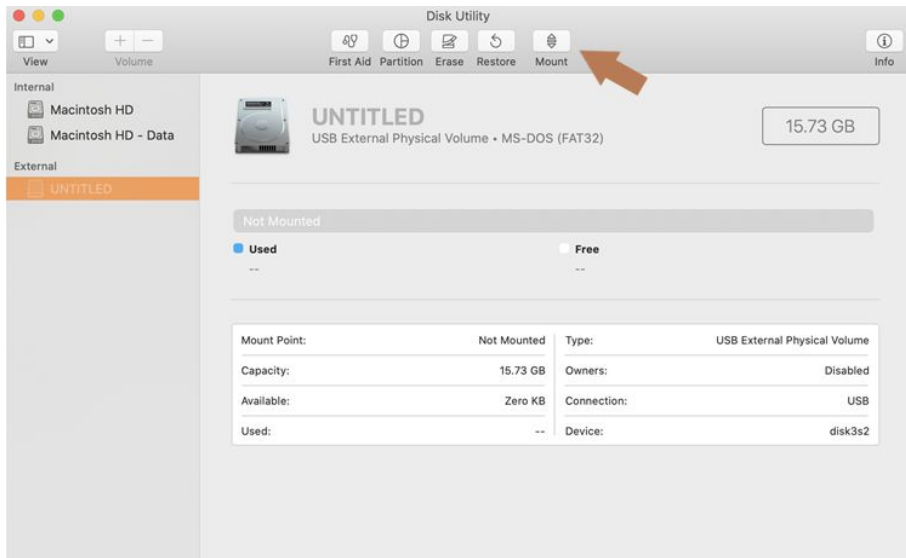 Disk Utility
View
Volume
First Aid Partition Erase Restore Mount
Info
Internal
Macintosh HD
Macintosh HD - Data
External
UNTITLED
UNTITLED
USB External Physical Volume • MS-DOS (FAT32)
15.73 GB
Not Mounted
Used Free
-- --
Mount Point: Not Mounted Type: USB External Physical Volume
Capacity: 15.73 GB Owners: Disabled
Available: Zero KB Connection: USB
Used: -- Device: disk3s2